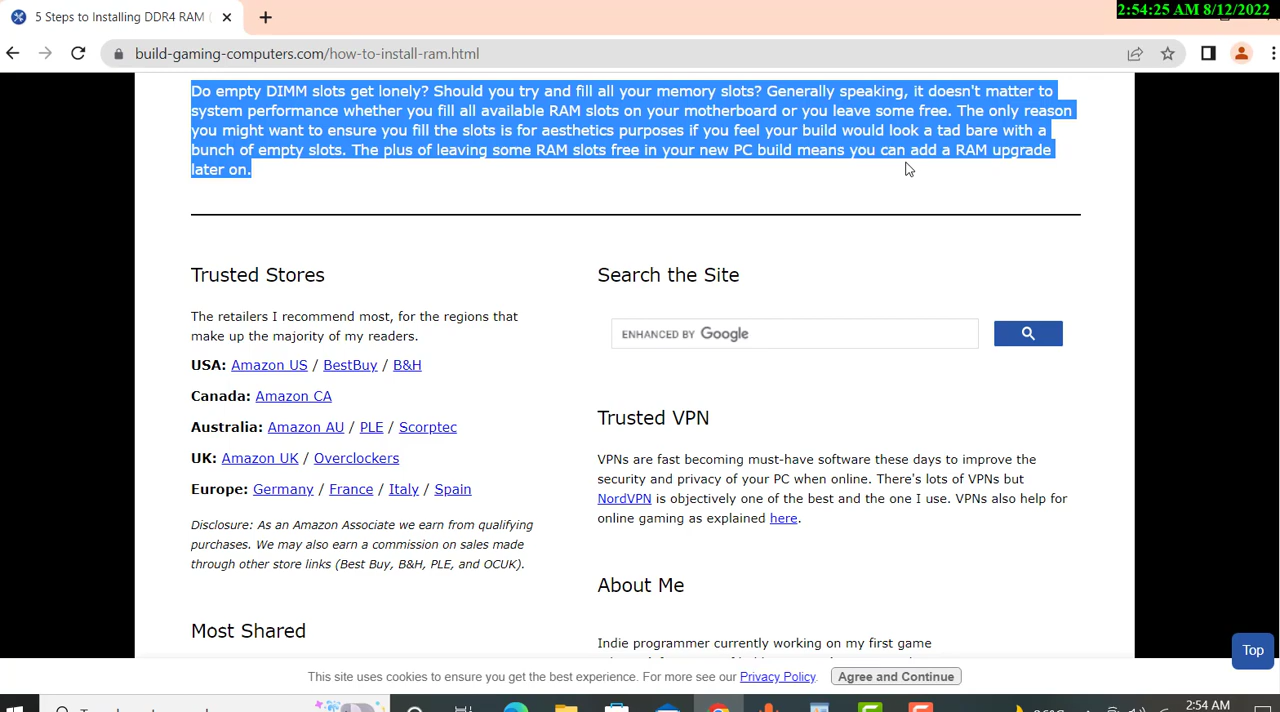 2:54:25 AM 8/12/2022
5 Steps to Installing DDR4 RAM (
build-gaming-computers.com/how-to-install-ram.html
Do empty DIMM slots get lonely? Should you try and fill all your memory slots? Generally speaking, it doesn't matter to
system performance whether you fill all available RAM slots on your motherboard or you leave some free. The only reason
you might want to ensure you fill the slots is for aesthetics purposes if you feel your build would look a tad bare with a
bunch of empty slots. The plus of leaving some RAM slots free in your new PC build means you can add a RAM upgrade
later on.
Trusted Stores
The retailers I recommend most, for the regions that
make up the majority of my readers.
USA: Amazon US / BestBuy / B&H
Canada: Amazon CA
Australia: Amazon AU / PLE / Scorptec
UK: Amazon UK / Overclockers
Europe: Germany / France / Italy / Spain
Disclosure: As an Amazon Associate we earn from qualifying
purchases. We may also earn a commission on sales made
through other store links (Best Buy, B&H, PLE, and OCUK).
Most Shared
Search the Site
ENHANCED BY Google
Trusted VPN
VPNs are fast becoming must-have software these days to improve the
security and privacy of your PC when online. There's lots of VPNs but
NordVPN is objectively one of the best and the one I use. VPNs also help for
online gaming as explained here.
About Me
Indie programmer currently working on my first game
Top
This site uses cookies to ensure you get the best experience. For more see our Privacy Policy. Agree and Continue
2:54 AM